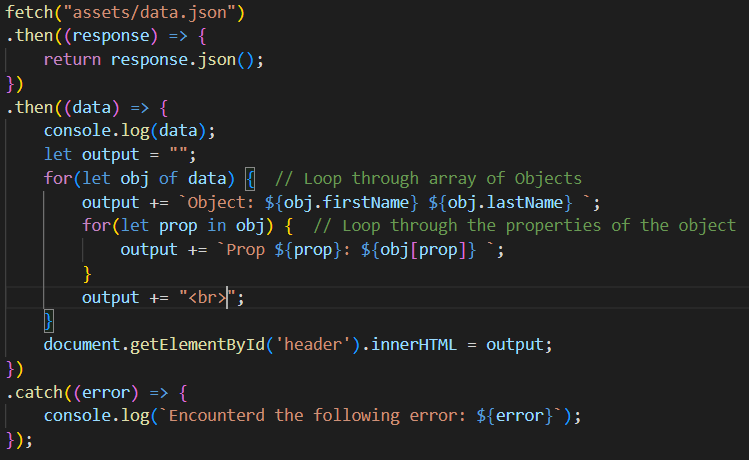 fetch("assets/data.json")
.then((response) => {
    return response.json();
})
.then((data) => {
    console.log(data);
    let output = "";
    for(let obj of data) {  // Loop through array of Objects
        output += `Object: ${obj.firstName} ${obj.lastName} `;
        for(let prop in obj) {  // Loop through the properties of the object
            output += `Prop ${prop}: ${obj[prop]} `;
        }
        output += "<br>";
    }
    document.getElementById('header').innerHTML = output;
})
.catch((error) => {
    console.log(`Encounterd the following error: ${error}`);
});